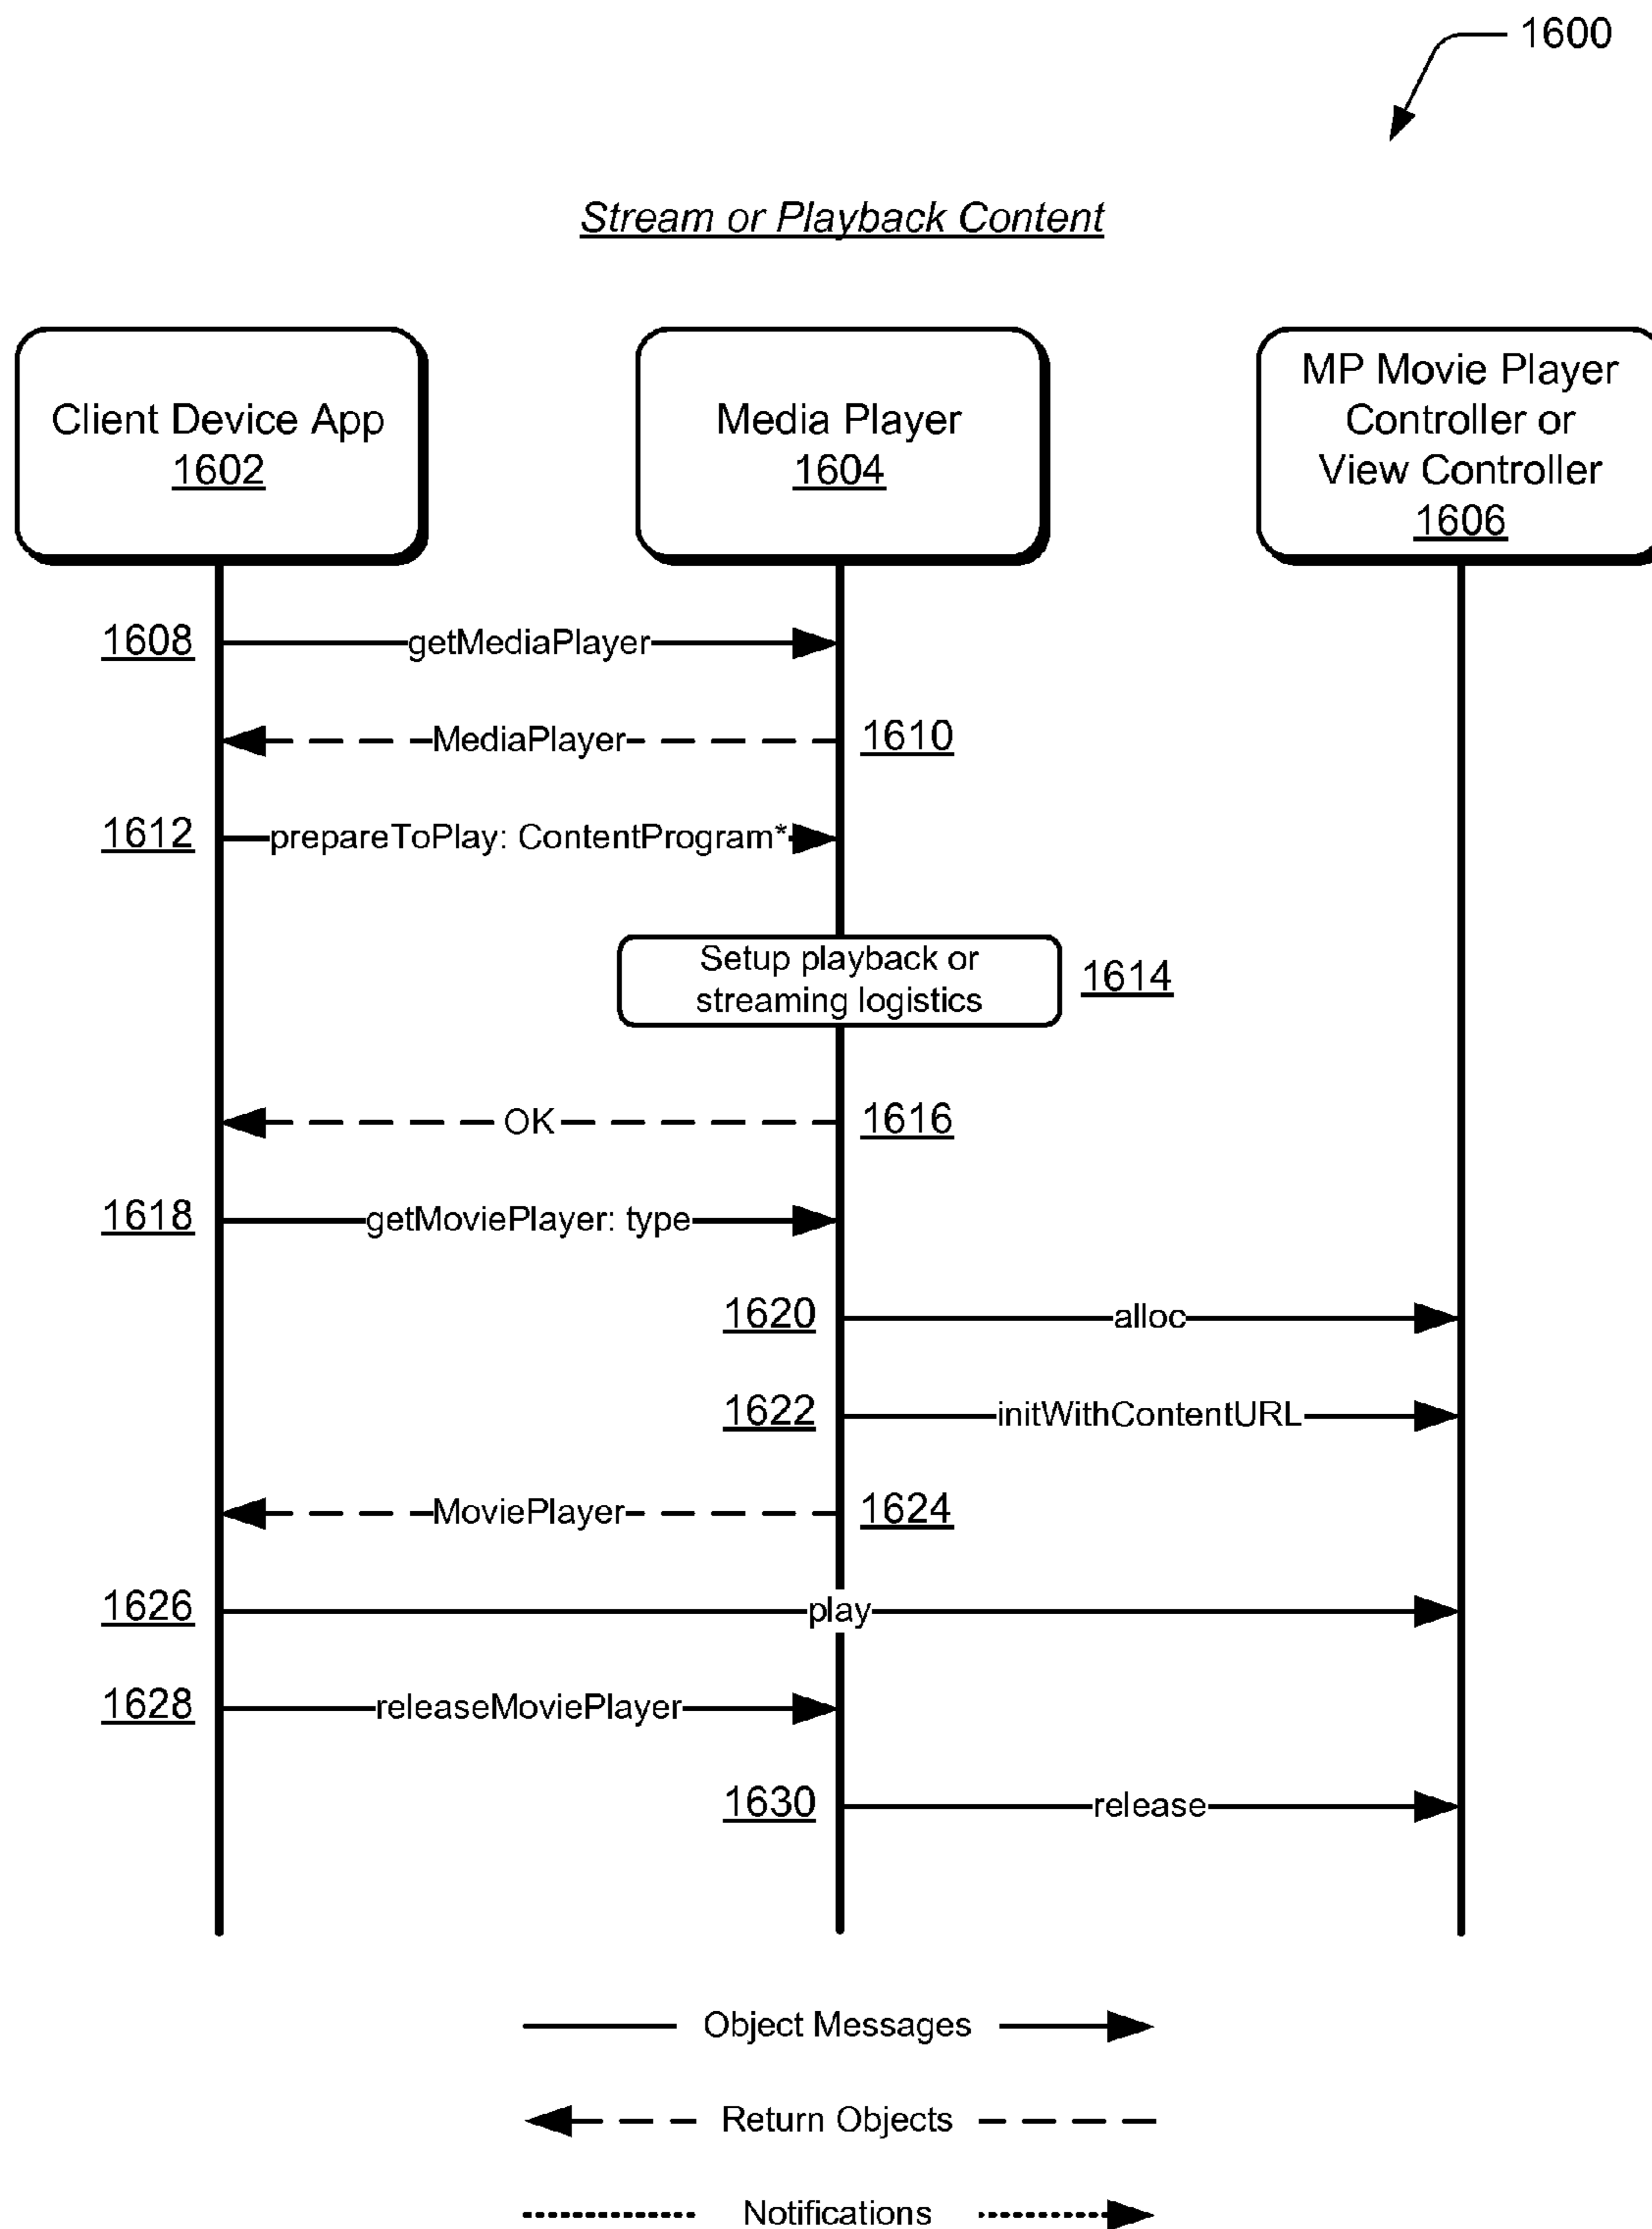 1600
Stream or Playback Content
Client Device App
1602
Media Player
1604
MP Movie Player
Controller or
View Controller
1606
1608
getMediaPlayer
MediaPlayer
1610
1612
prepareToPlay: ContentProgram*
Setup playback or
streaming logistics
1614
OK
1616
1618
getMoviePlayer: type
1620
alloc
1622
initWithContentURL
MoviePlayer
1624
1626
play
1628
releaseMoviePlayer
1630
release
Object Messages
Return Objects
Notifications